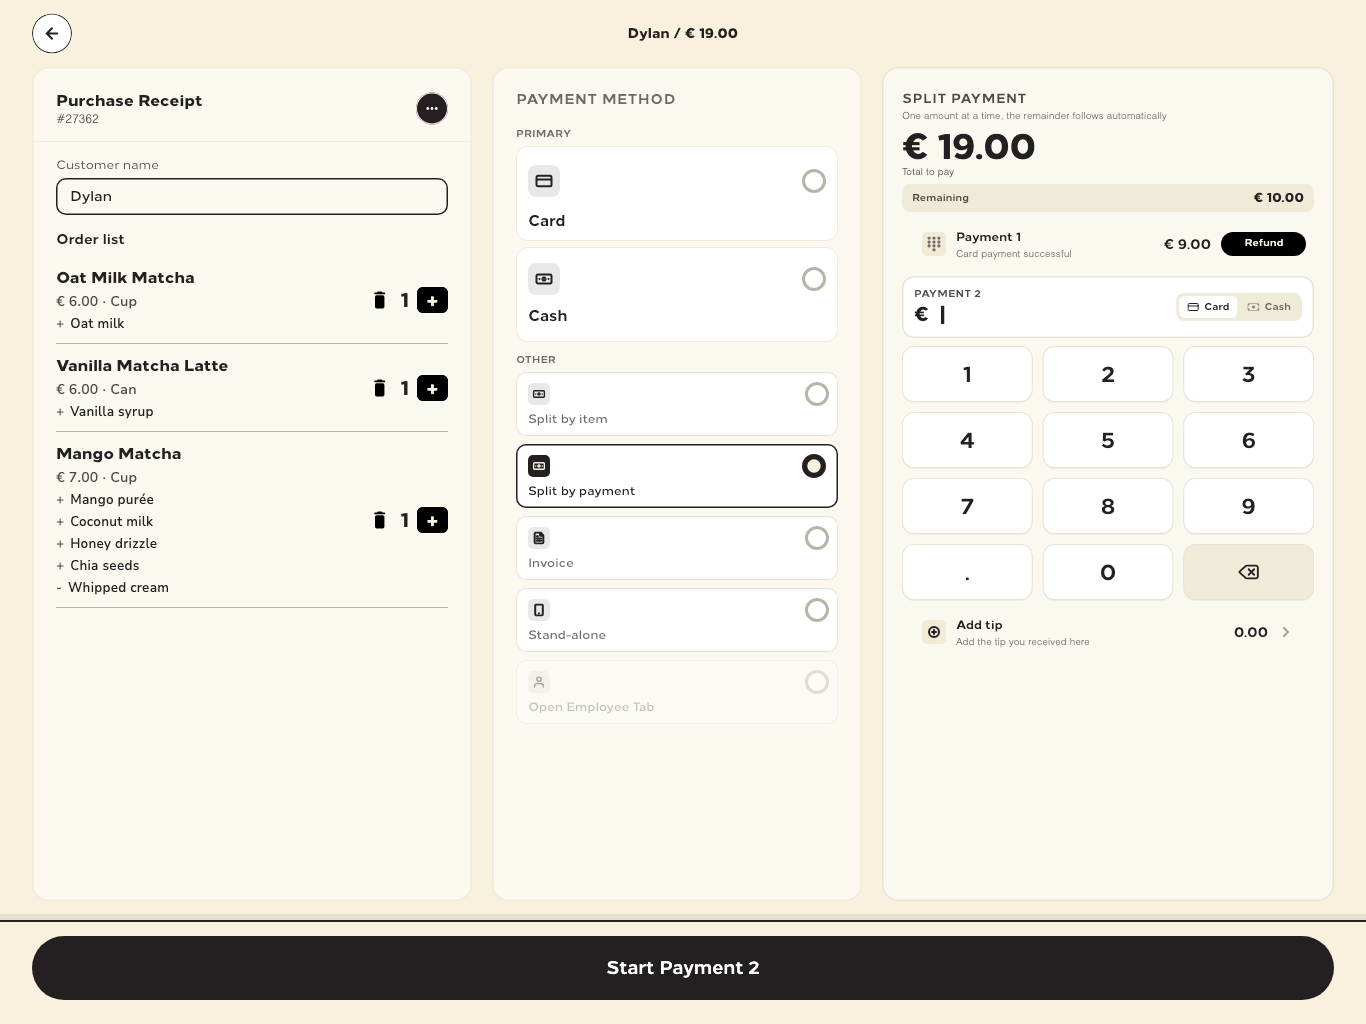 Dylan / € 19.00
Purchase Receipt
#27362
Customer name
Dylan
Order list
Oat Milk Matcha
€ 6.00 · Cup
+ Oat milk
1
+
Vanilla Matcha Latte
€ 6.00 · Can
+ Vanilla syrup
1
+
Mango Matcha
€ 7.00 · Cup
+ Mango purée
+ Coconut milk
+ Honey drizzle
+ Chia seeds
- Whipped cream
1
+
PAYMENT METHOD
PRIMARY
Card
Cash
OTHER
Split by item
Split by payment
Invoice
Stand-alone
Open Employee Tab
SPLIT PAYMENT
One amount at a time, the remainder follows automatically
€ 19.00
Total to pay
Remaining € 10.00
Payment 1
Card payment successful
€ 9.00 Refund
PAYMENT 2
€
Card Cash
1 2 3
4 5 6
7 8 9
. 0
Add tip
Add the tip you received here
0.00
Start Payment 2